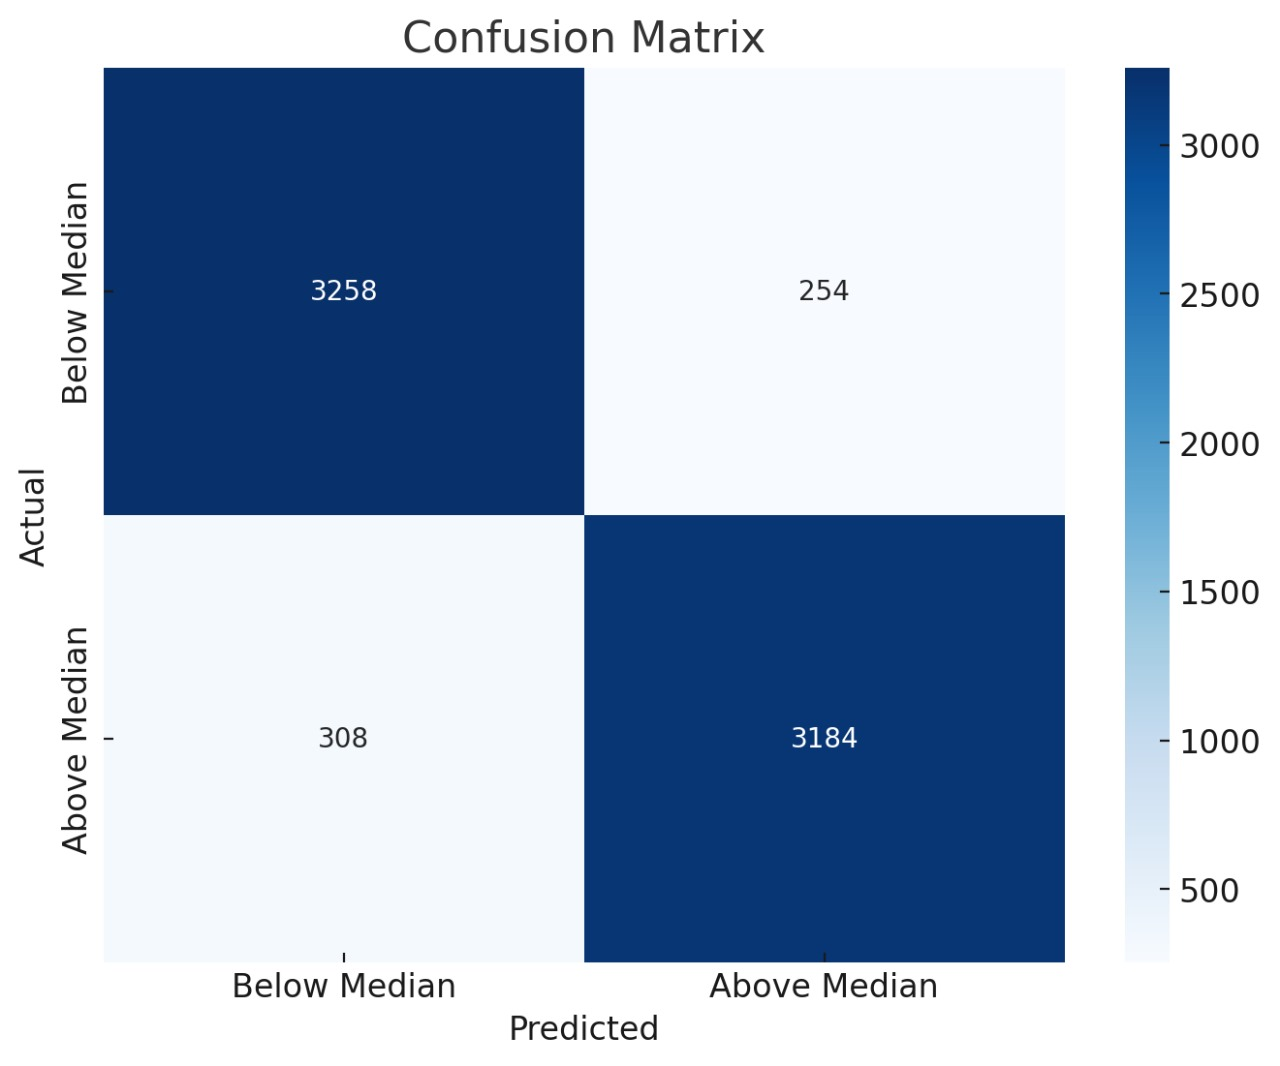 Confusion Matrix
Actual
Below Median
Above Median
3258
254
308
3184
Below Median
Above Median
Predicted
3000
2500
2000
1500
1000
500